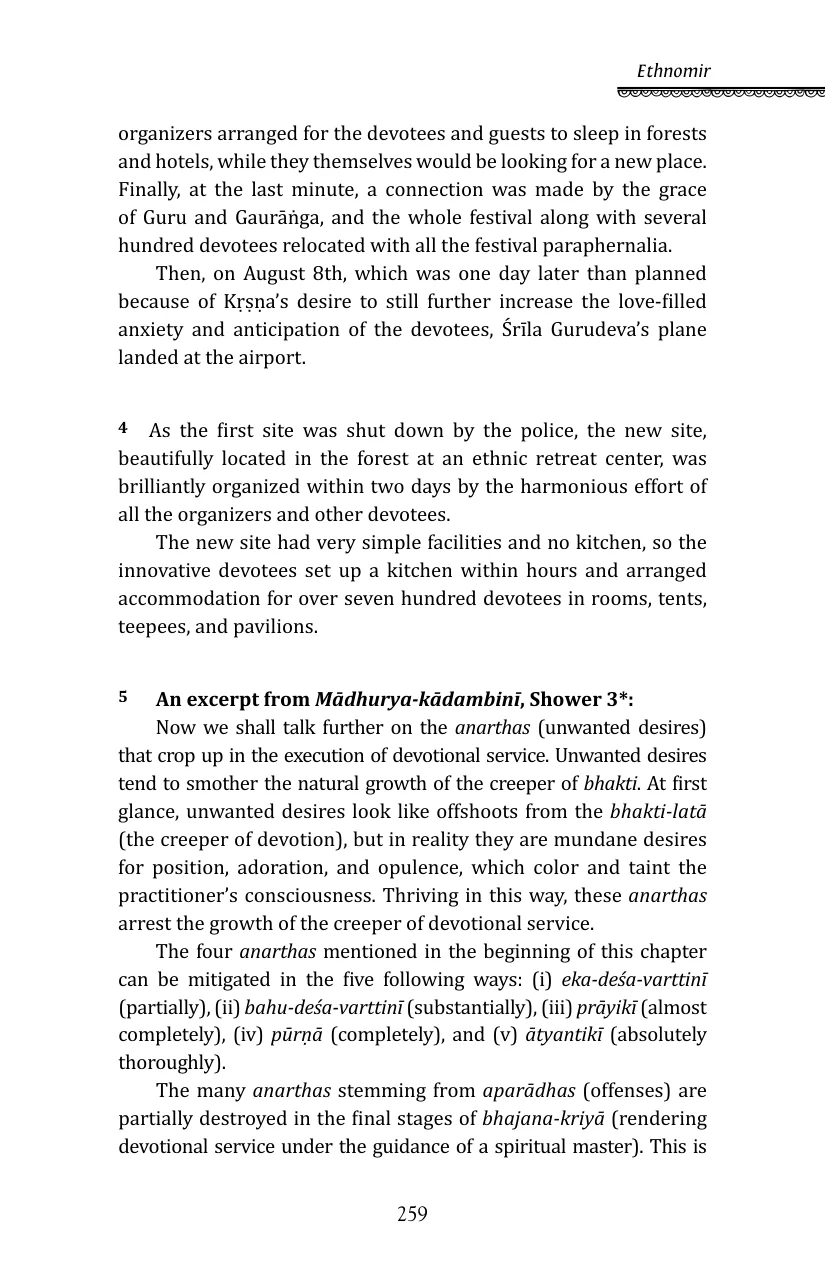 Ethnomir
organizers arranged for the devotees and guests to sleep in forests
and hotels, while they themselves would be looking for a new place.
Finally, at the last minute, a connection was made by the grace
of Guru and Gaurāṅga, and the whole festival along with several
hundred devotees relocated with all the festival paraphernalia.
Then, on August 8th, which was one day later than planned
because of Kṛṣṇa’s desire to still further increase the love-filled
anxiety and anticipation of the devotees, Śrīla Gurudeva’s plane
landed at the airport.
4 As the first site was shut down by the police, the new site,
beautifully located in the forest at an ethnic retreat center, was
brilliantly organized within two days by the harmonious effort of
all the organizers and other devotees.
The new site had very simple facilities and no kitchen, so the
innovative devotees set up a kitchen within hours and arranged
accommodation for over seven hundred devotees in rooms, tents,
teepees, and pavilions.
5 An excerpt from Mādhurya-kādambinī, Shower 3*:
Now we shall talk further on the anarthas (unwanted desires)
that crop up in the execution of devotional service. Unwanted desires
tend to smother the natural growth of the creeper of bhakti. At first
glance, unwanted desires look like offshoots from the bhakti-latā
(the creeper of devotion), but in reality they are mundane desires
for position, adoration, and opulence, which color and taint the
practitioner’s consciousness. Thriving in this way, these anarthas
arrest the growth of the creeper of devotional service.
The four anarthas mentioned in the beginning of this chapter
can be mitigated in the five following ways: (i) eka-deśa-varttinī
(partially), (ii) bahu-deśa-varttinī (substantially), (iii) prāyikī (almost
completely), (iv) pūrṇā (completely), and (v) ātyantikī (absolutely
thoroughly).
The many anarthas stemming from aparādhas (offenses) are
partially destroyed in the final stages of bhajana-kriyā (rendering
devotional service under the guidance of a spiritual master). This is
259